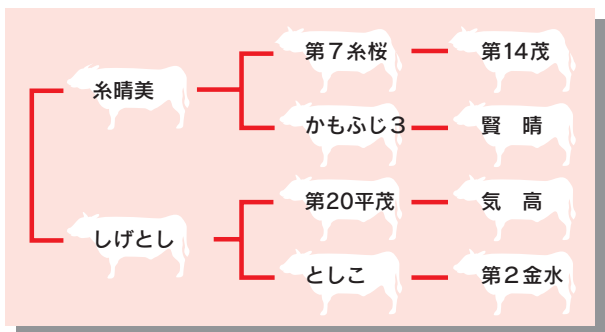 第7糸桜
第14茂
糸晴美
かもふじ3
賢 晴
第20平茂
気 高
しげとし
としこ
第2金水